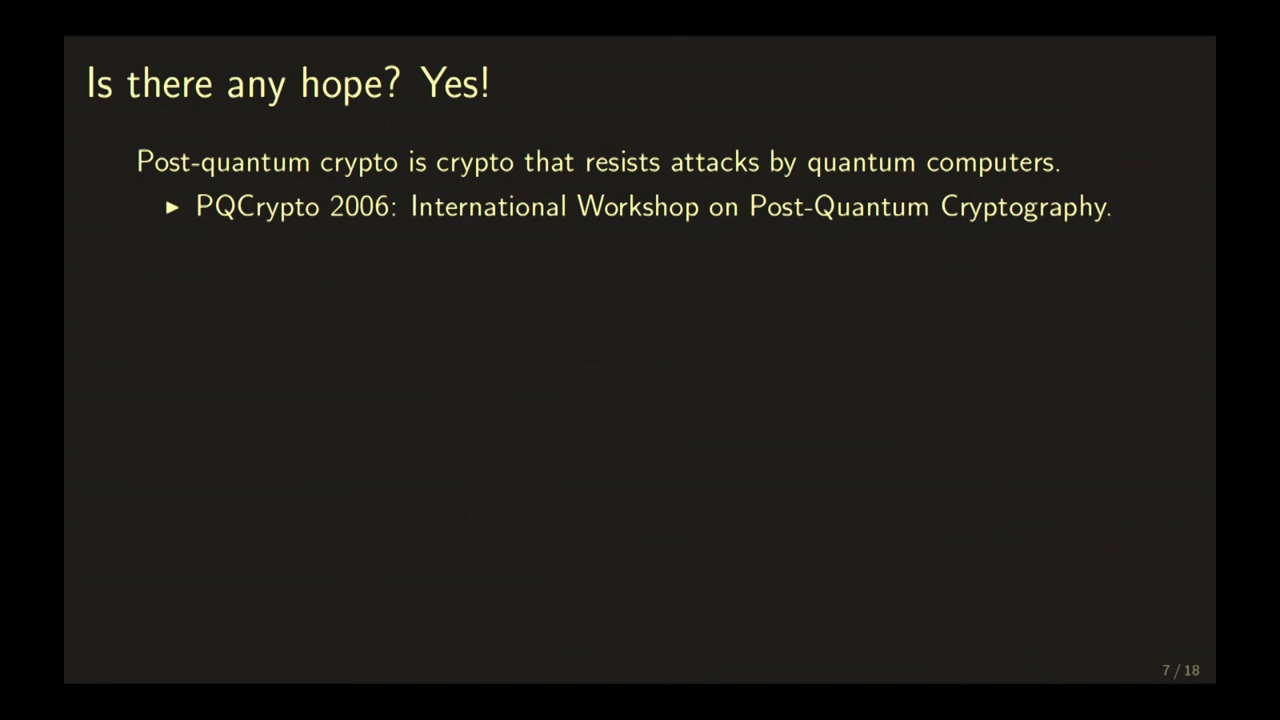 Is there any hope? Yes!
Post-quantum crypto is crypto that resists attacks by quantum computers.
▶ PQCrypto 2006: International Workshop on Post-Quantum Cryptography.
7 / 18